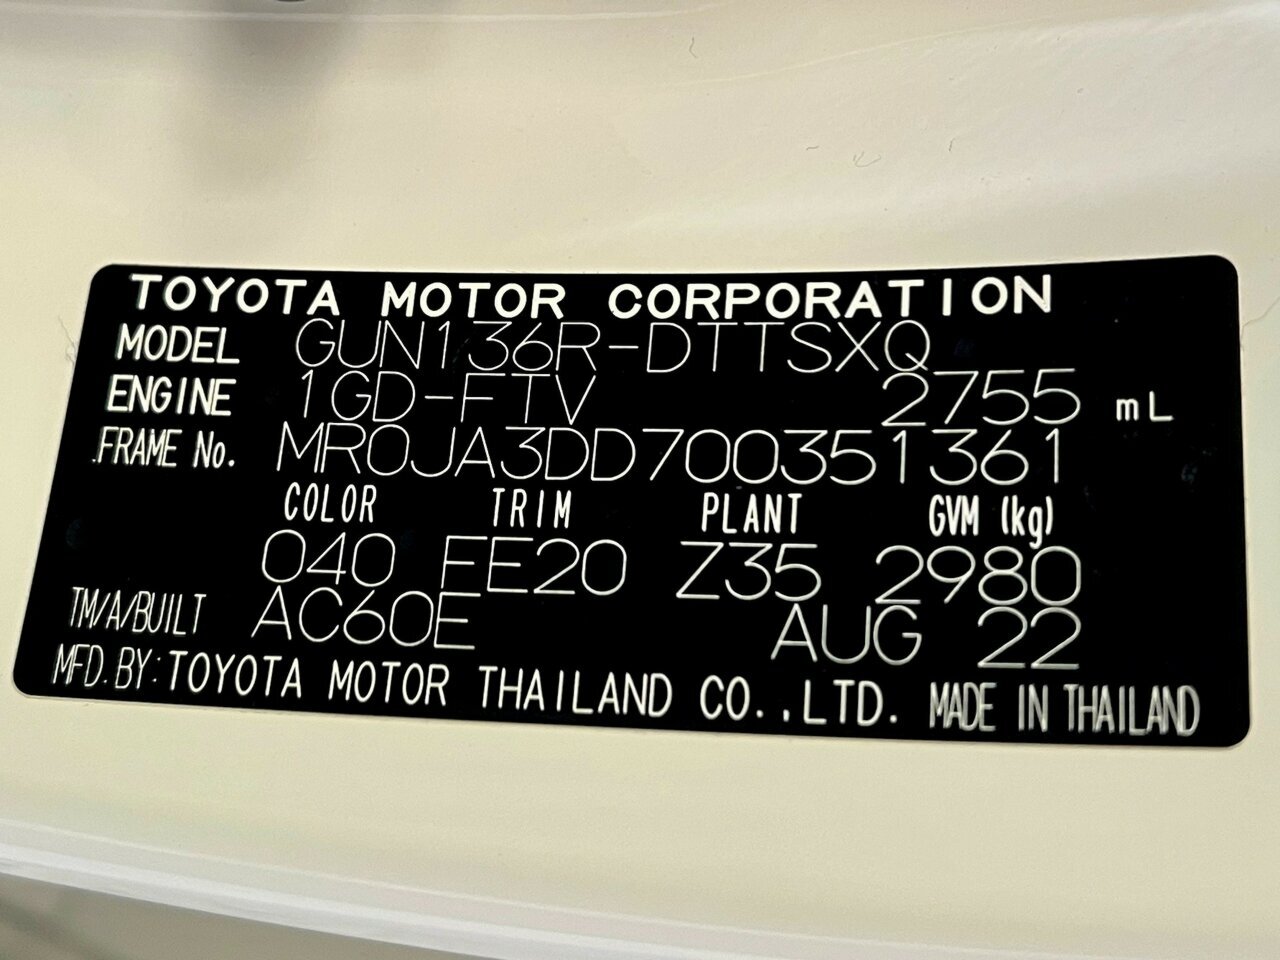 TOYOTA MOTOR CORPORATION
MODEL GUN136R-DTTSXQ
ENGINE 1GD-FTV 2755 mL
FRAME No. MR0JA3DD700351361
COLOR TRIM PLANT GVM (kg)
040 FE20 Z35 2980
TM/A/BUILT AC60E AUG 22
MFD. BY: TOYOTA MOTOR THAILAND CO.,LTD. MADE IN THAILAND